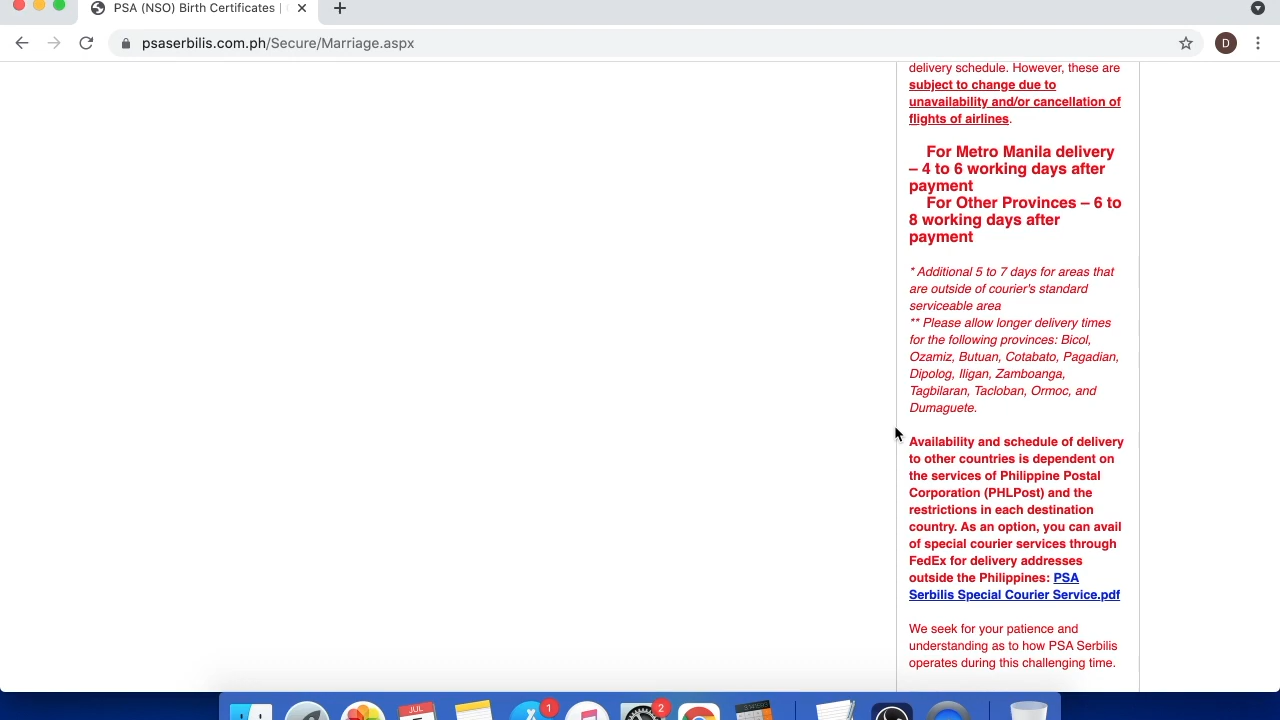 PSA (NSO) Birth Certificates |
psaserbilis.com.ph/Secure/Marriage.aspx
D
delivery schedule. However, these are
subject to change due to
unavailability and/or cancellation of
flights of airlines.
For Metro Manila delivery
– 4 to 6 working days after
payment
For Other Provinces – 6 to
8 working days after
payment
* Additional 5 to 7 days for areas that
are outside of courier's standard
serviceable area
** Please allow longer delivery times
for the following provinces: Bicol,
Ozamiz, Butuan, Cotabato, Pagadian,
Dipolog, Iligan, Zamboanga,
Tagbilaran, Tacloban, Ormoc, and
Dumaguete.
Availability and schedule of delivery
to other countries is dependent on
the services of Philippine Postal
Corporation (PHLPost) and the
restrictions in each destination
country. As an option, you can avail
of special courier services through
FedEx for delivery addresses
outside the Philippines: PSA
Serbilis Special Courier Service.pdf
We seek for your patience and
understanding as to how PSA Serbilis
operates during this challenging time.
JUL
1
2